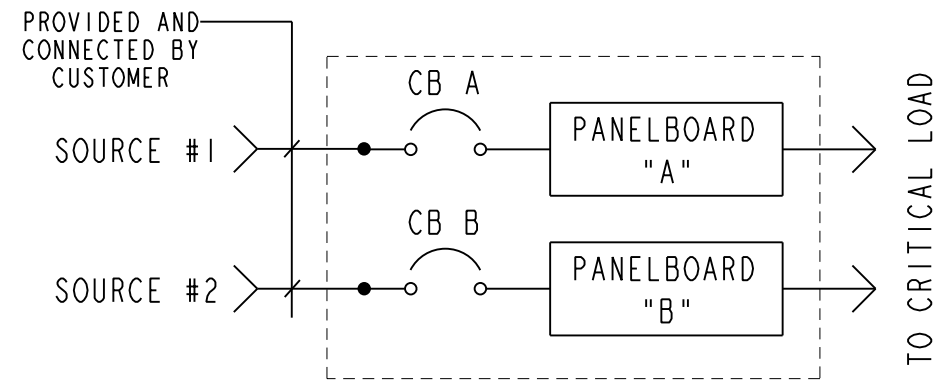 PROVIDED AND
CONNECTED BY
CUSTOMER
CB A
SOURCE #1
PANELBOARD
"A"
CB B
SOURCE #2
PANELBOARD
"B"
TO CRITICAL LOAD